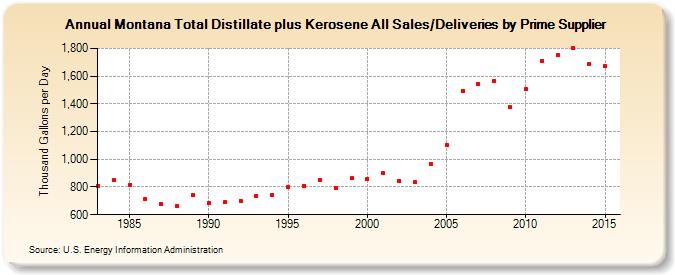 Annual Montana Total Distillate plus Kerosene All Sales/Deliveries by Prime Supplier
Thousand Gallons per Day
1,800
1,600
1,400
1,200
1,000
800
600
1985 1990 1995 2000 2005 2010 2015
Source: U.S. Energy Information Administration